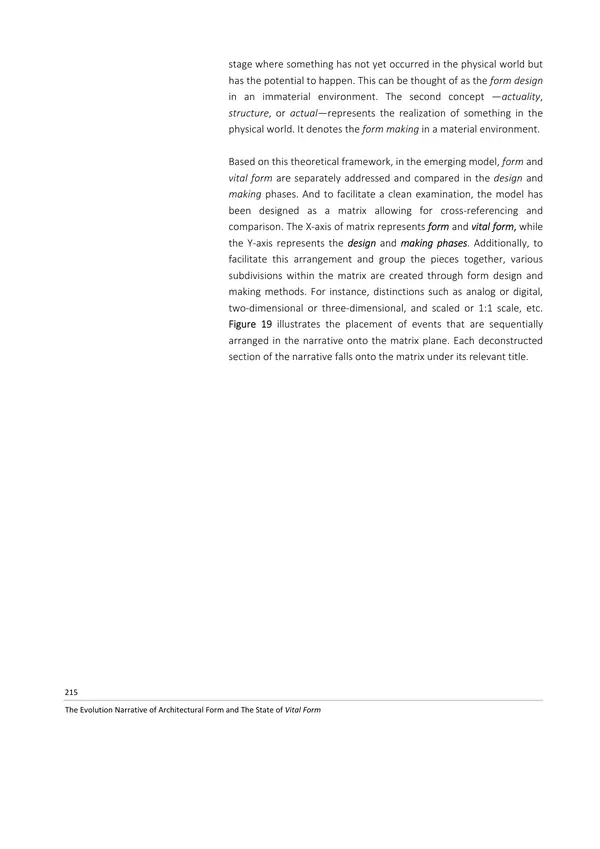 stage where something has not yet occurred in the physical world but
has the potential to happen. This can be thought of as the form design
in an immaterial environment. The second concept —actuality,
structure, or actual—represents the realization of something in the
physical world. It denotes the form making in a material environment.
Based on this theoretical framework, in the emerging model, form and
vital form are separately addressed and compared in the design and
making phases. And to facilitate a clean examination, the model has
been designed as a matrix allowing for cross-referencing and
comparison. The X-axis of matrix represents form and vital form, while
the Y-axis represents the design and making phases. Additionally, to
facilitate this arrangement and group the pieces together, various
subdivisions within the matrix are created through form design and
making methods. For instance, distinctions such as analog or digital,
two-dimensional or three-dimensional, and scaled or 1:1 scale, etc.
Figure 19 illustrates the placement of events that are sequentially
arranged in the narrative onto the matrix plane. Each deconstructed
section of the narrative falls onto the matrix under its relevant title.
215
The Evolution Narrative of Architectural Form and The State of Vital Form